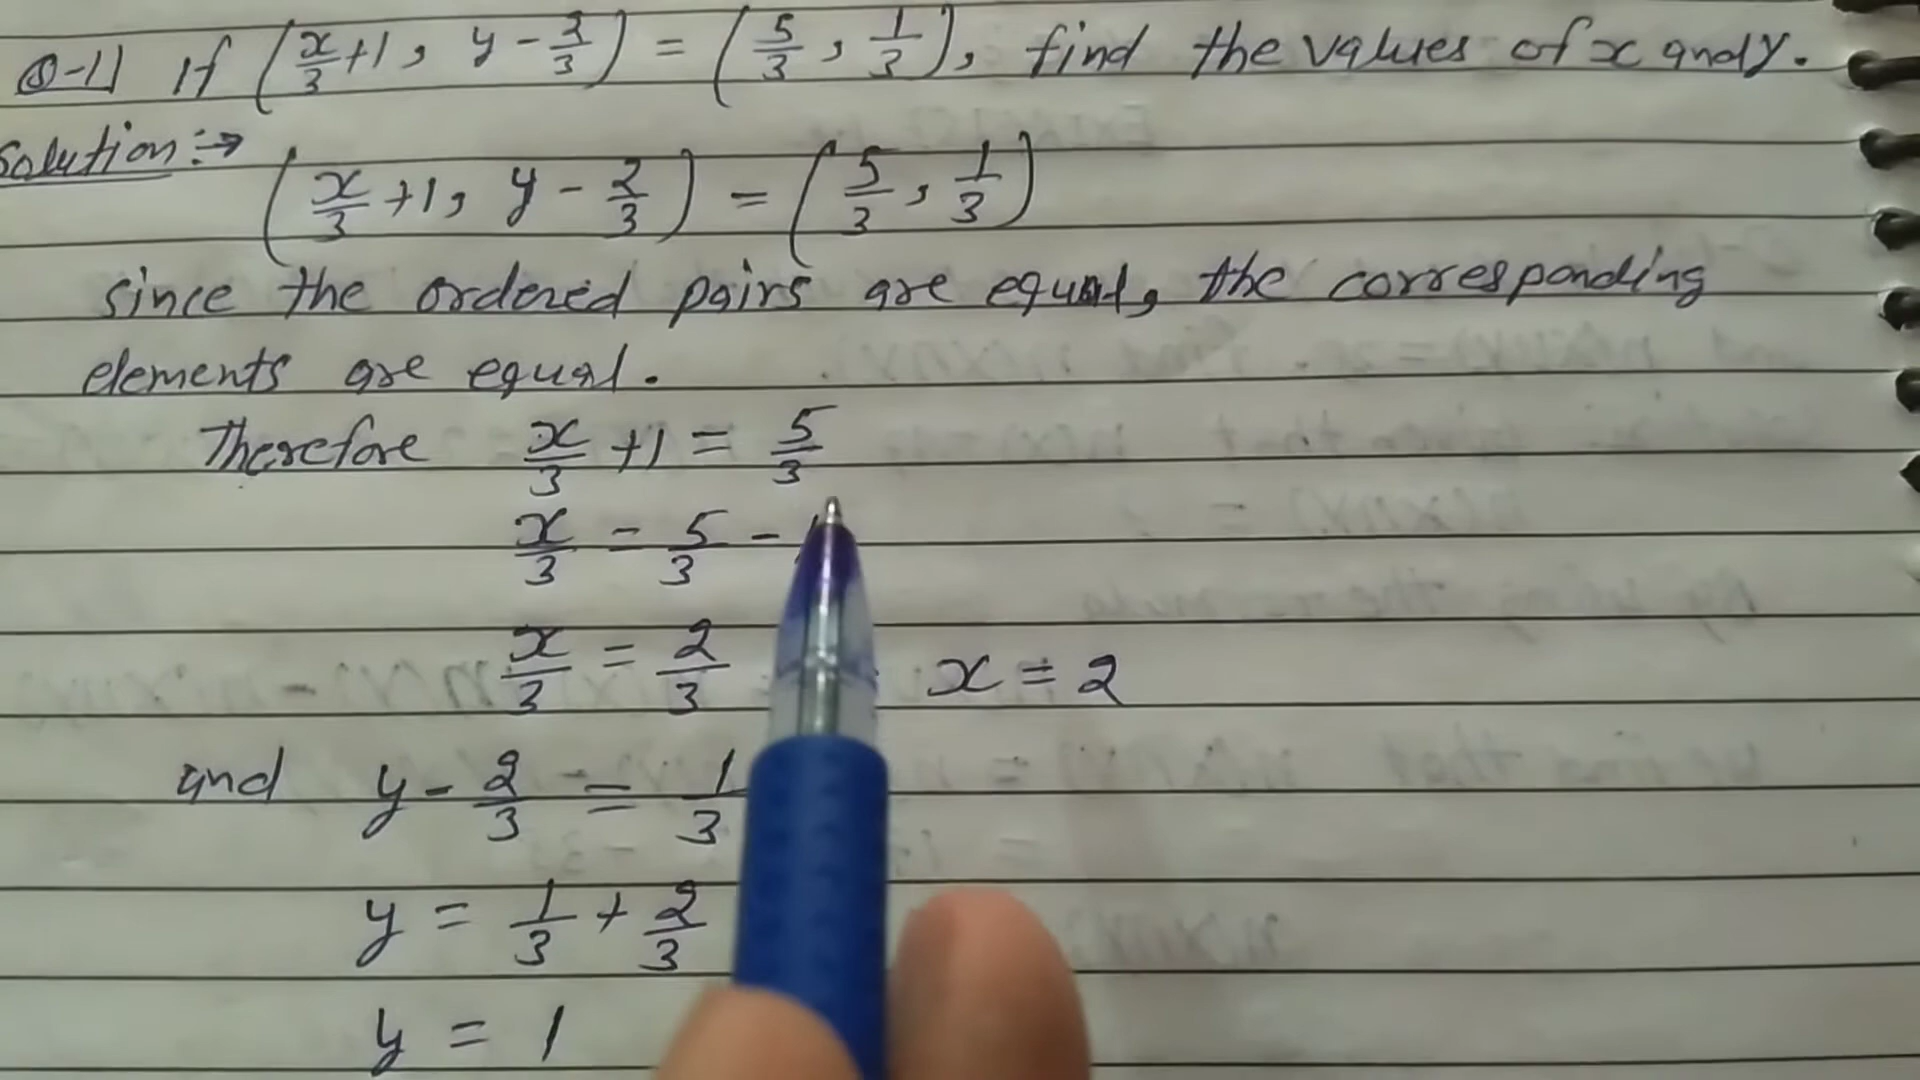 Q-1] If (x/3 + 1, y - 2/3) = (5/3, 1/3), find the values of x and y.
Solution :→
(x/3 + 1, y - 2/3) = (5/3, 1/3)
since the ordered pairs are equal, the corresponding
elements are equal.
Therefore x/3 + 1 = 5/3
x/3 = 5/3 -
x/3 = 2/3 x = 2
and y - 2/3 = 1/3
y = 1/3 + 2/3
y = 1